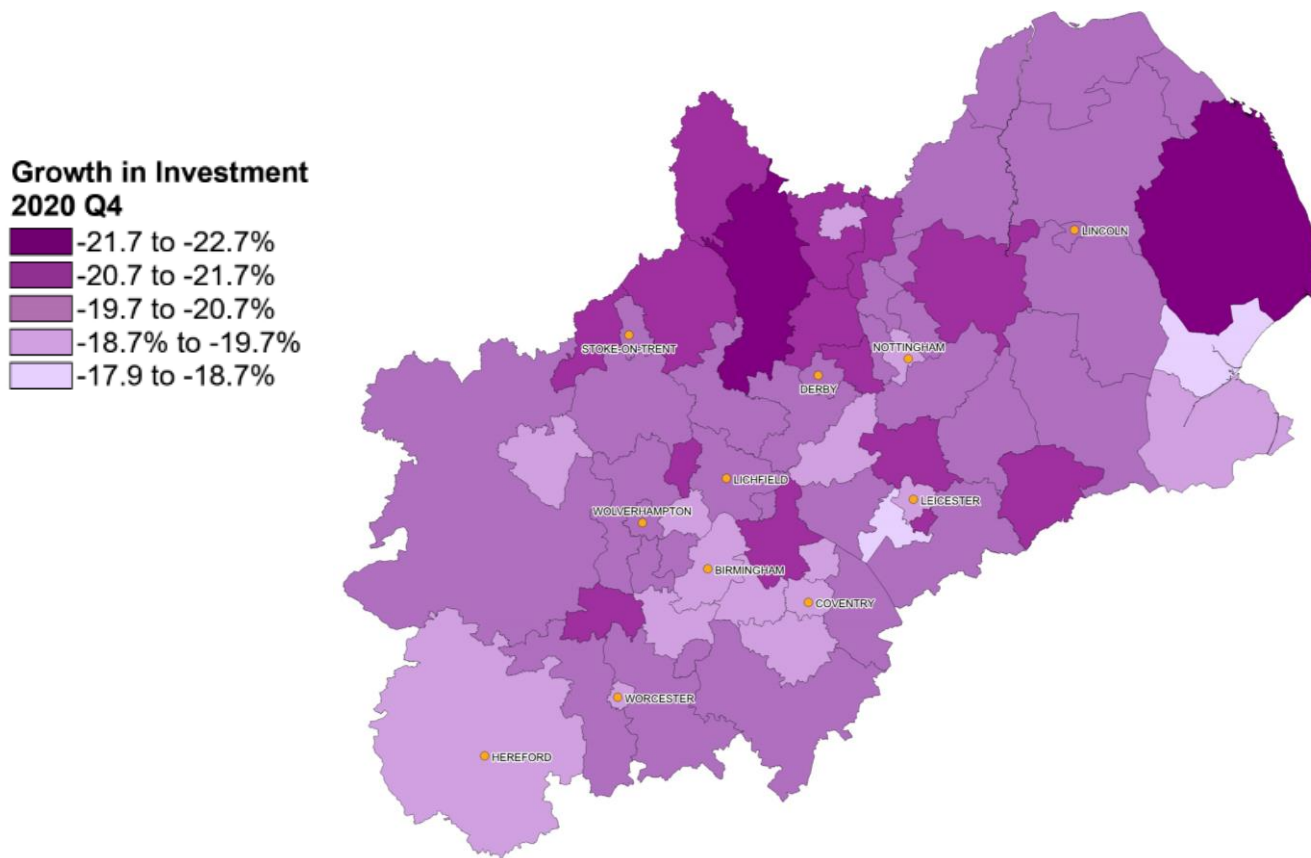 Growth in Investment
2020 Q4
-21.7 to -22.7%
-20.7 to -21.7%
-19.7 to -20.7%
-18.7% to -19.7%
-17.9 to -18.7%
LINCOLN
STOKE-ON-TRENT
NOTTINGHAM
DERBY
LICHFIELD
LEICESTER
WOLVERHAMPTON
BIRMINGHAM
COVENTRY
WORCESTER
HEREFORD